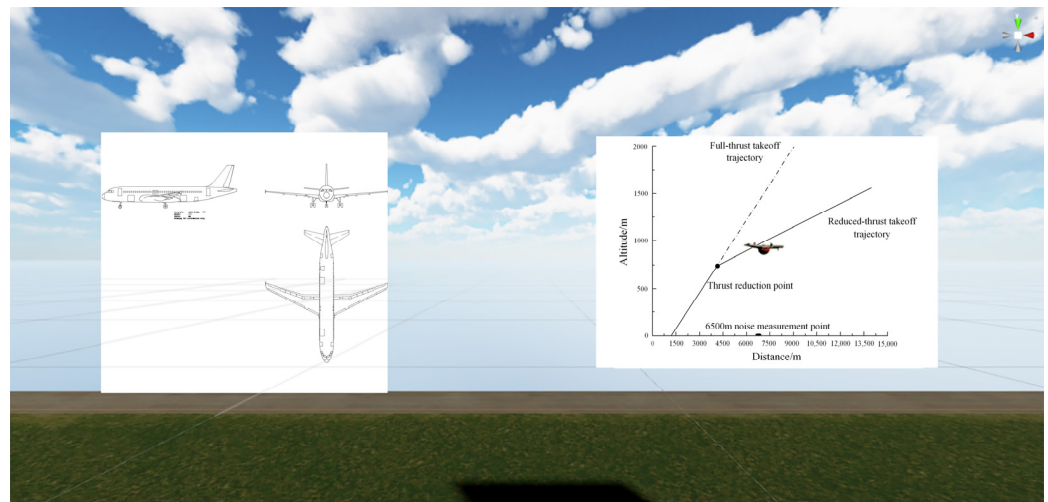 2000
Full-thrust takeoff
trajectory
1500
Reduced-thrust takeoff
trajectory
Altitude/m
1000
Thrust reduction point
500
6500m noise measurement point
0
0 1500 3000 4500 6000 7500 9000 10,500 12,000 13,500 15,000
Distance/m